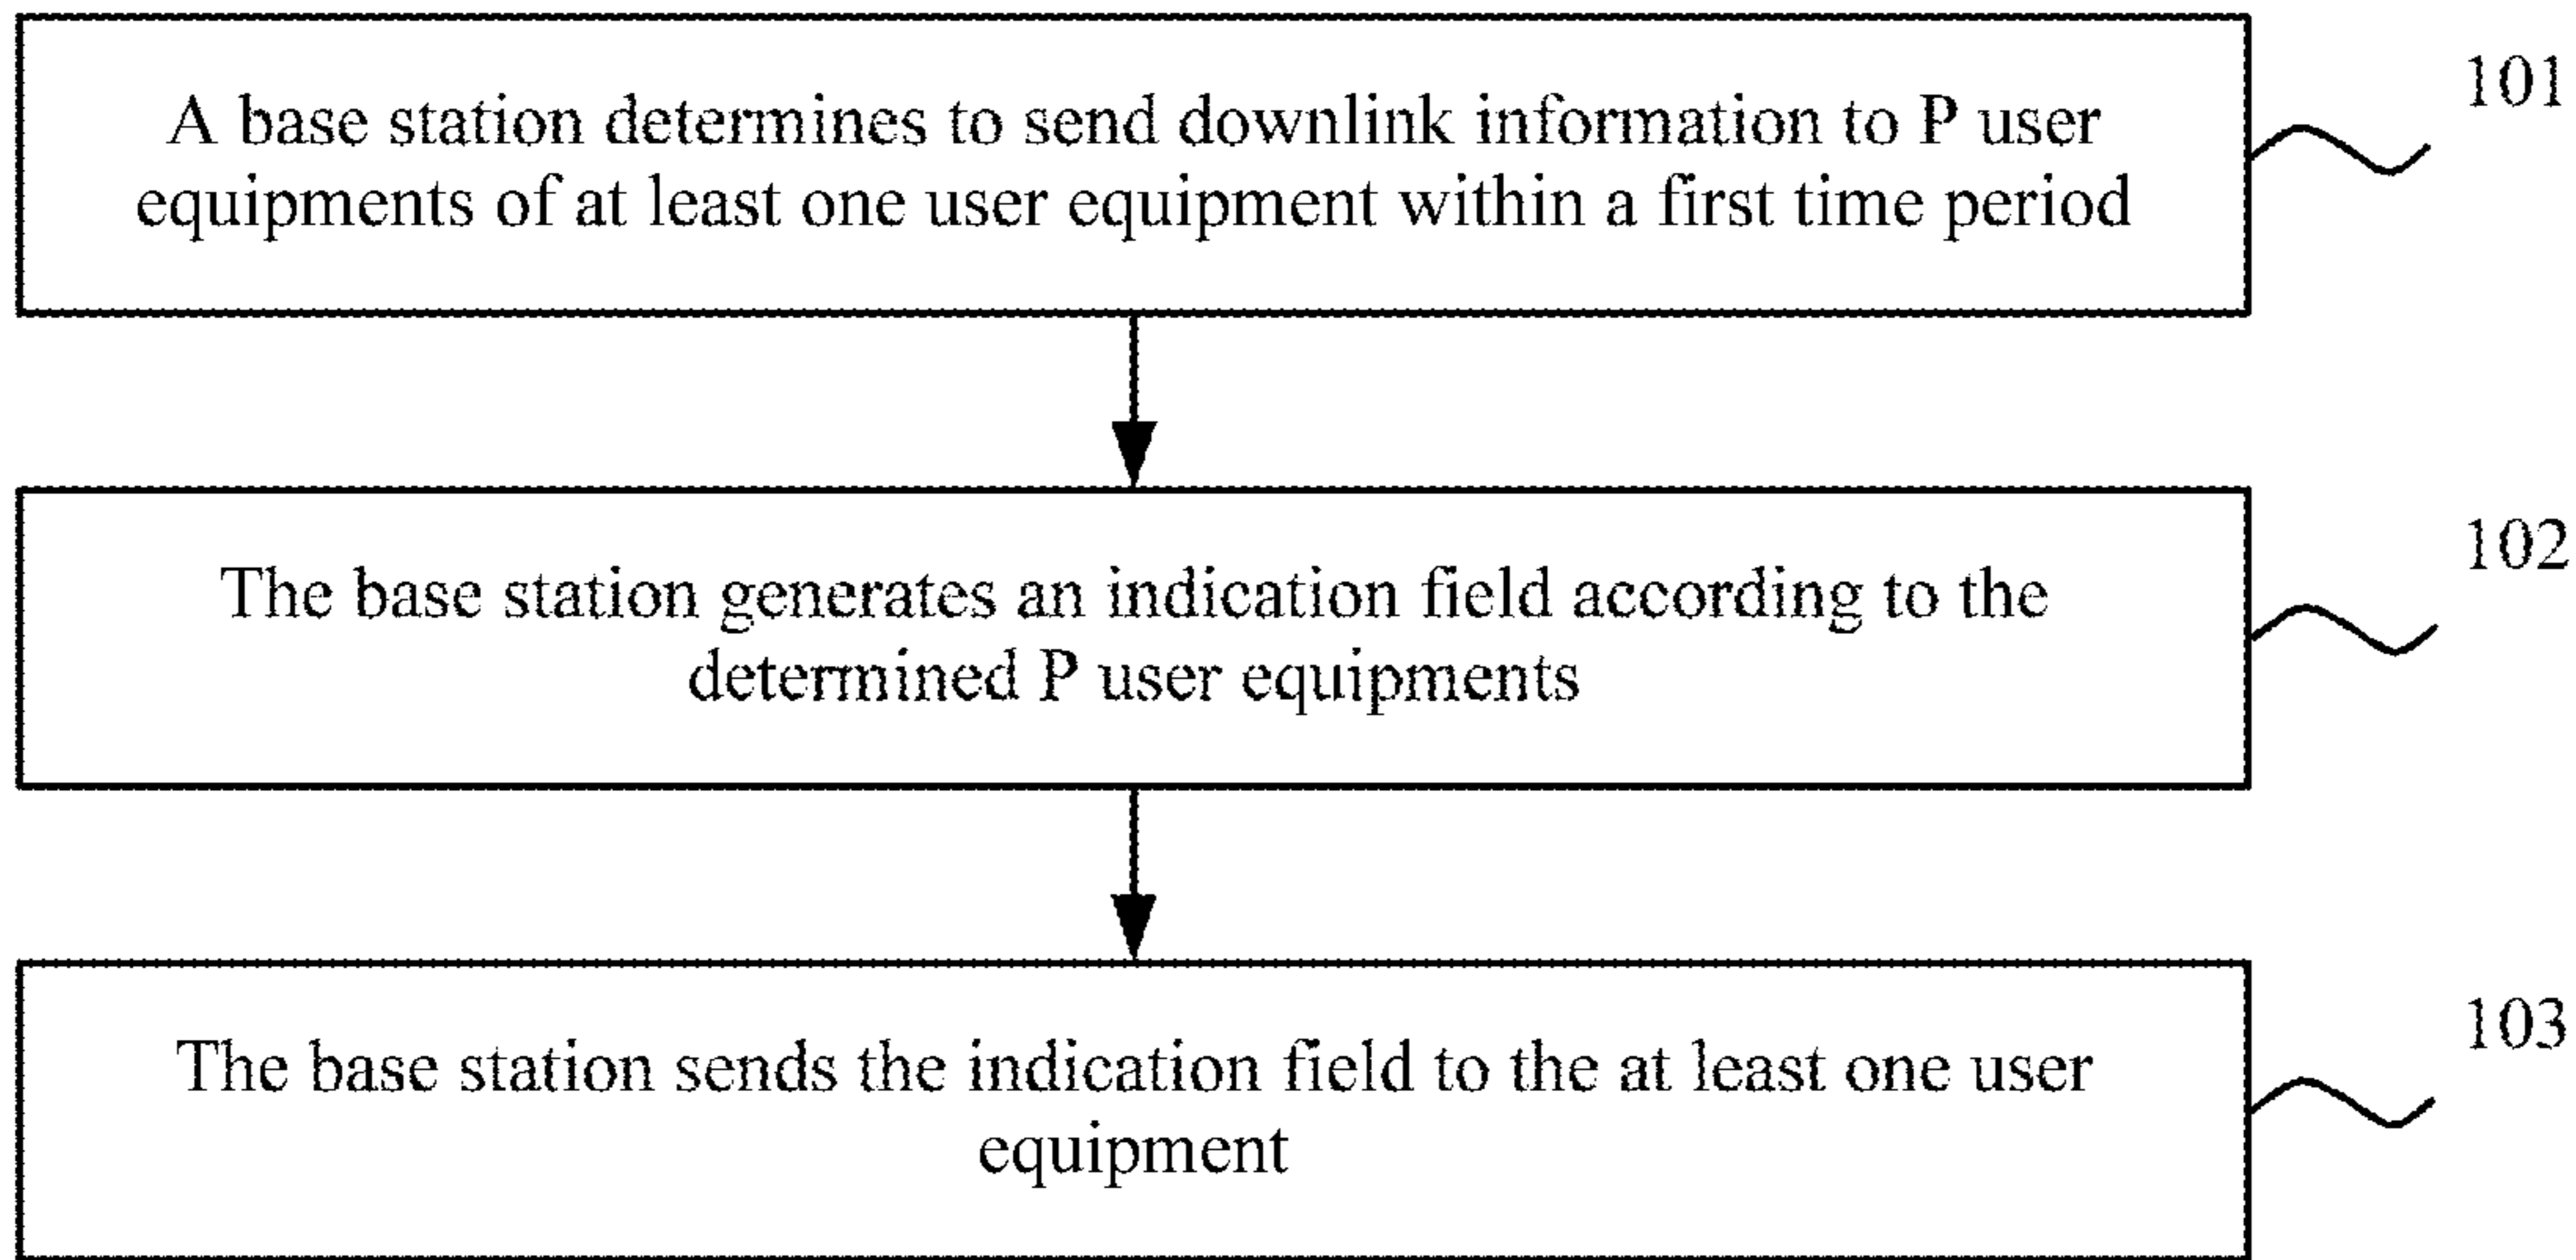 A base station determines to send downlink information to P user
equipments of at least one user equipment within a first time period
101
The base station generates an indication field according to the
determined P user equipments
102
The base station sends the indication field to the at least one user
equipment
103